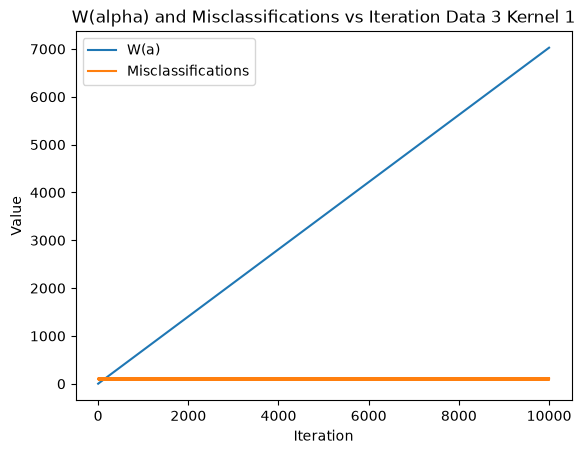 W(alpha) and Misclassifications vs Iteration Data 3 Kernel 1
W(a)
Misclassifications
7000
6000
5000
4000
3000
2000
1000
0
Value
0 2000 4000 6000 8000 10000
Iteration